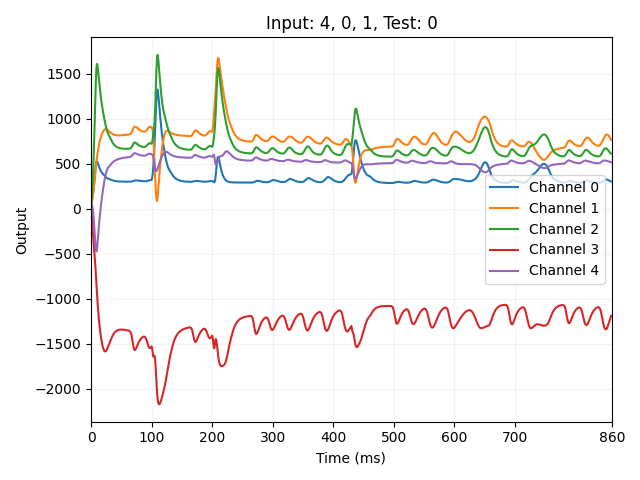 Input: 4, 0, 1, Test: 0
Output
1500
1000
500
0
−500
−1000
−1500
−2000
Channel 0
Channel 1
Channel 2
Channel 3
Channel 4
0 100 200 300 400 500 600 700 860
Time (ms)